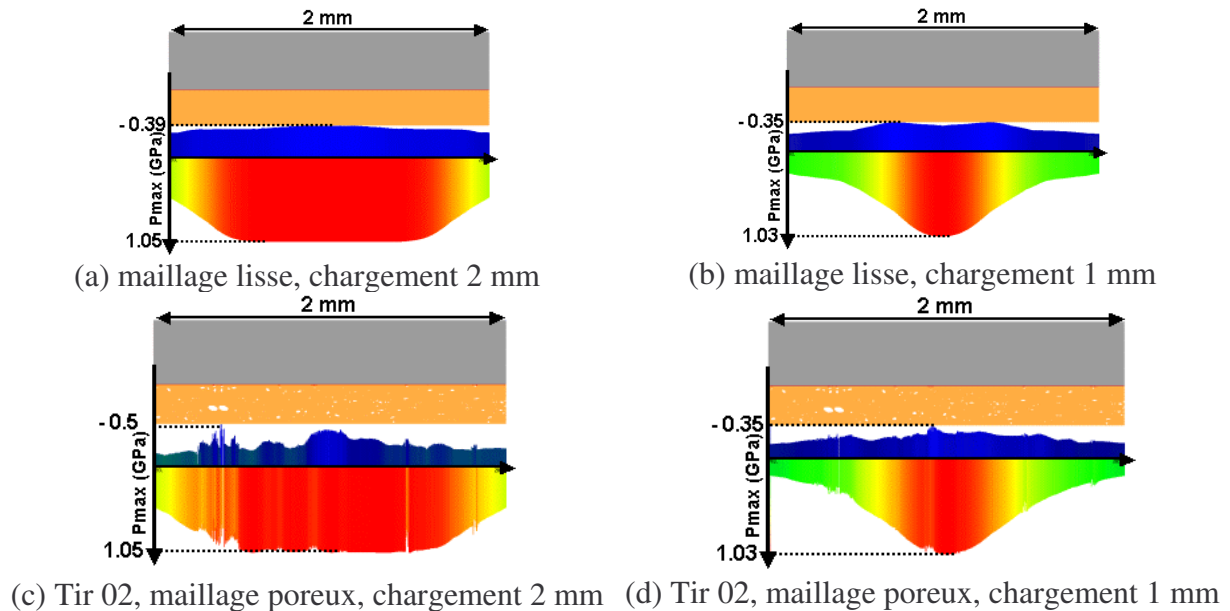 2 mm
- 0.39
Pmax (GPa)
1.05
(a) maillage lisse, chargement 2 mm
2 mm
-0.35
Pmax (GPa)
1.03
(b) maillage lisse, chargement 1 mm
2 mm
- 0.5
Pmax (GPa)
1.05
(c) Tir 02, maillage poreux, chargement 2 mm
2 mm
-0.35
Pmax (GPa)
1.03
(d) Tir 02, maillage poreux, chargement 1 mm